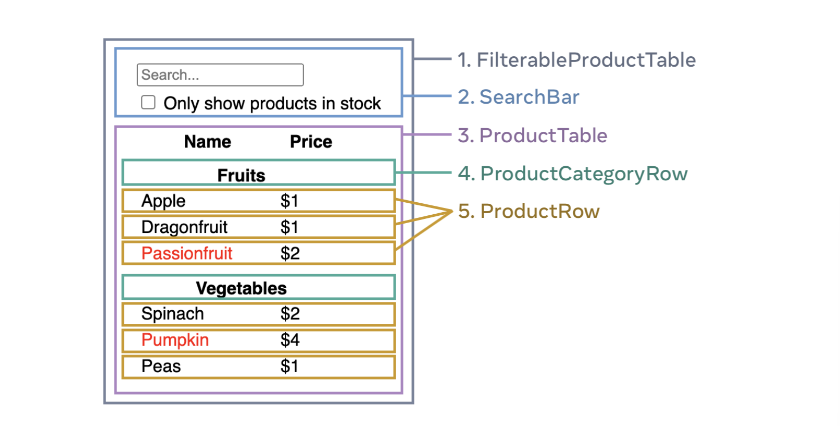 Search...
Only show products in stock
Name Price
Fruits
Apple $1
Dragonfruit $1
Passionfruit $2
Vegetables
Spinach $2
Pumpkin $4
Peas $1
1. FilterableProductTable
2. SearchBar
3. ProductTable
4. ProductCategoryRow
5. ProductRow